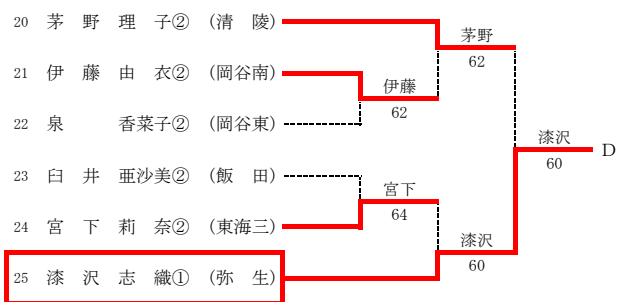 20 茅 野 理 子② (清 陵)
茅野
62
21 伊 藤 由 衣② (岡谷南)
伊藤
62
22 泉 香菜子② (岡谷東)
漆沢
60
D
23 臼 井 亜沙美② (飯 田)
宮下
64
24 宮 下 莉 奈② (東海三)
漆沢
60
25 漆 沢 志 織① (弥 生)